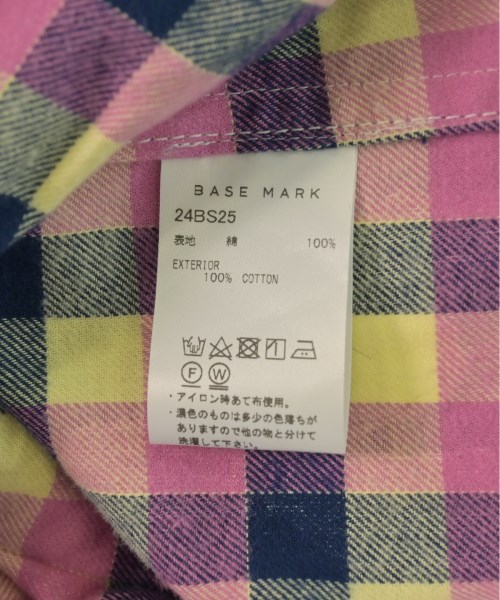 BASE MARK
24BS25
表地 綿 100%
EXTERIOR
100% COTTON
F W
・アイロン時あて布使用。
・濃色のものは多少の色落ちが
ありますので他の物と分けて
洗濯して下さい。